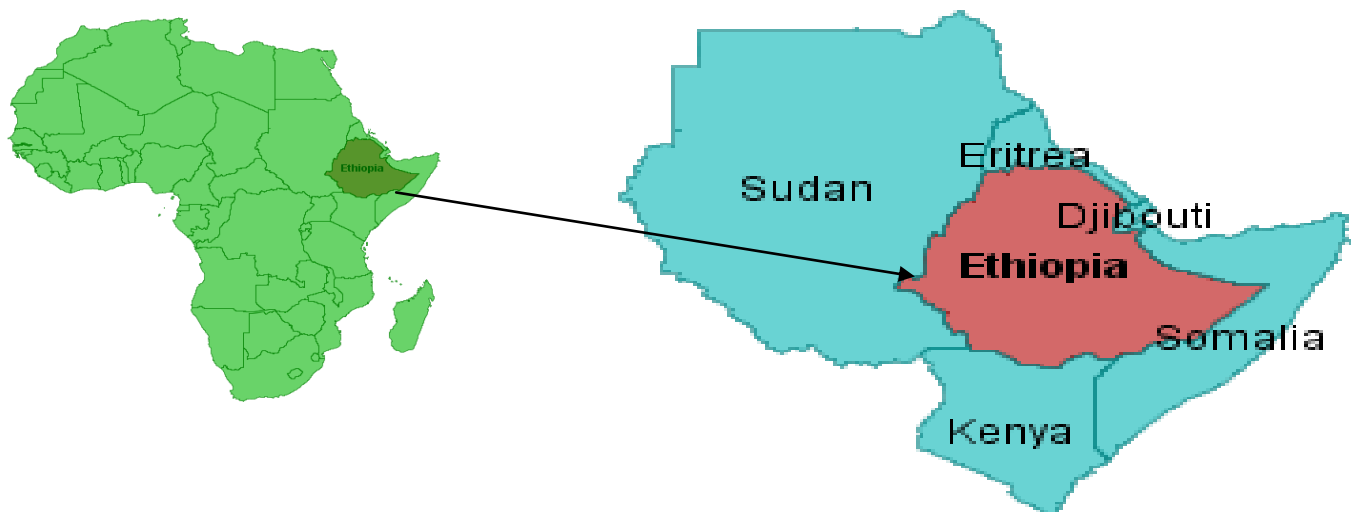 Ethiopia
Eritrea
Sudan
Djibouti
Ethiopia
Somalia
Kenya